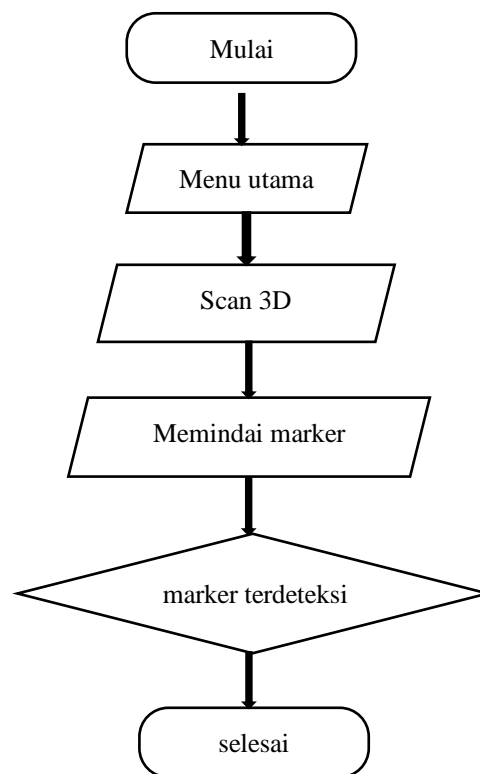 Mulai
Menu utama
Scan 3D
Memindai marker
marker terdeteksi
selesai